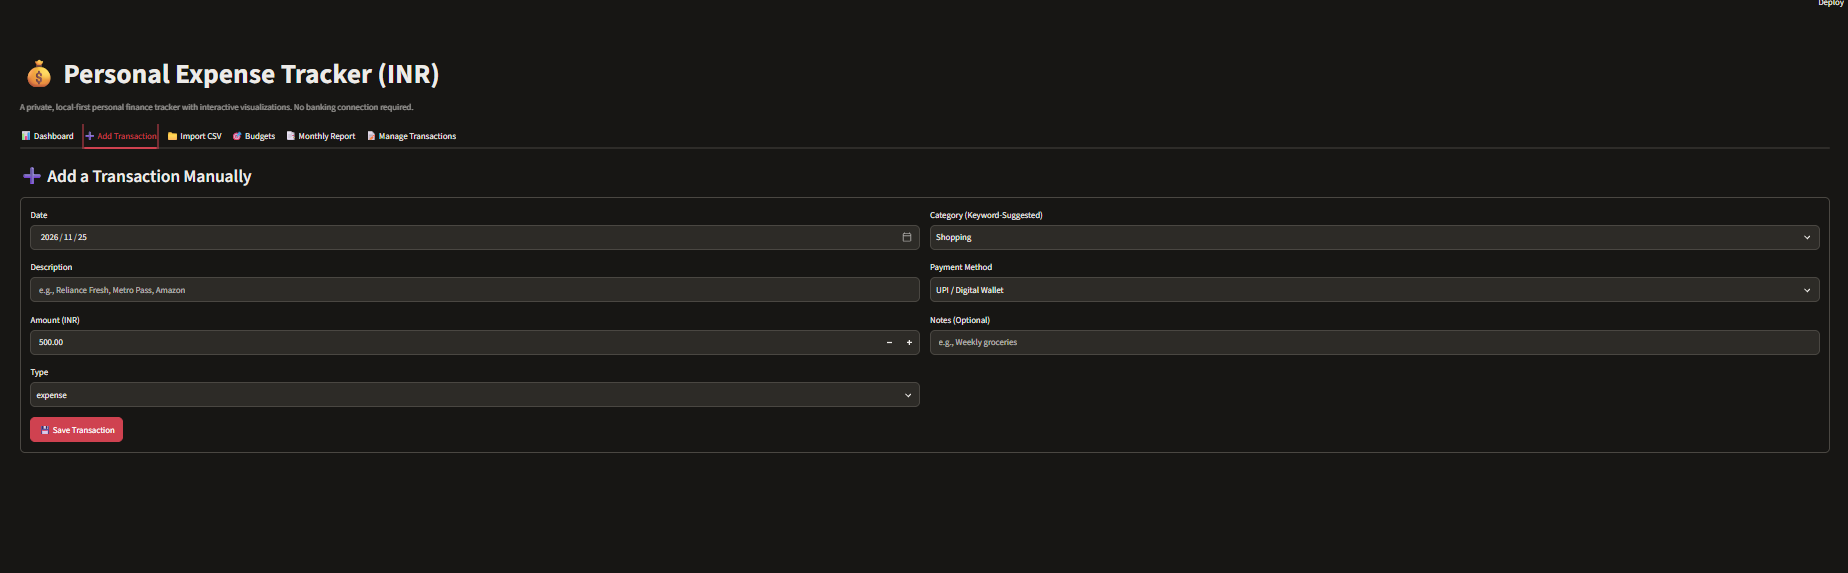 Deploy
Personal Expense Tracker (INR)
A private, local-first personal finance tracker with interactive visualizations. No banking connection required.
Dashboard Add Transaction Import CSV Budgets Monthly Report Manage Transactions
Add a Transaction Manually
Date
2026/11/25
Category (Keyword-Suggested)
Shopping
Description
e.g., Reliance Fresh, Metro Pass, Amazon
Payment Method
UPI / Digital Wallet
Amount (INR)
500.00
Notes (Optional)
e.g., Weekly groceries
Type
expense
Save Transaction